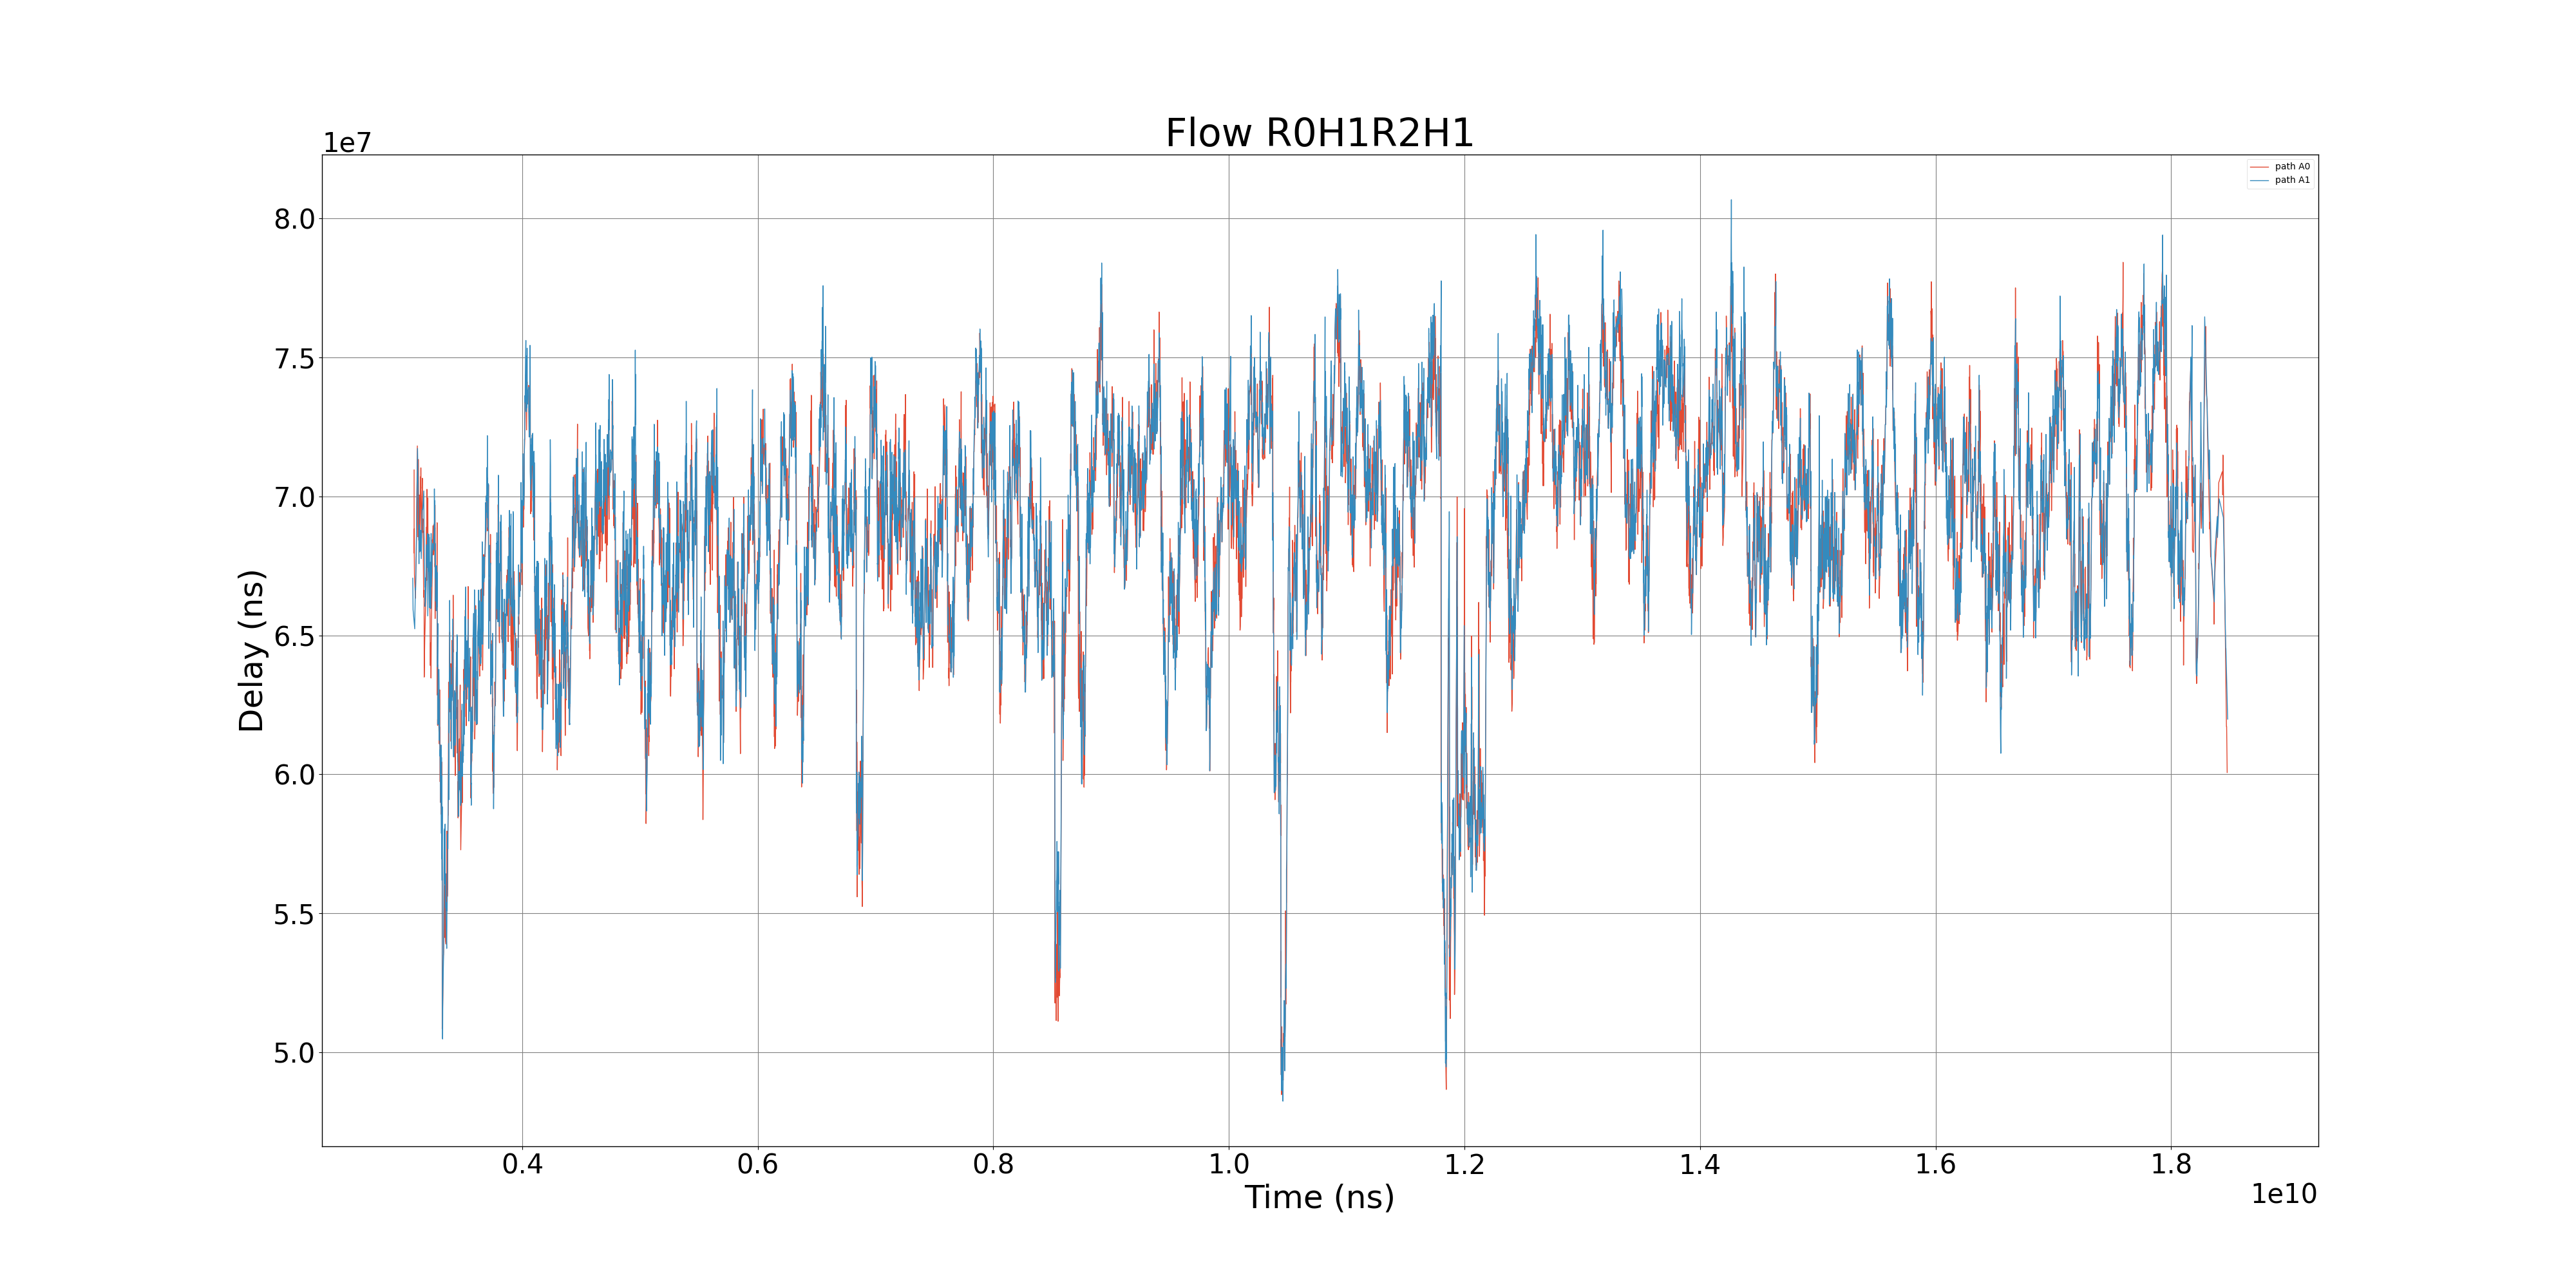 Flow R0H1R2H1
1e7
path A0
path A1
8.0
7.5
7.0
6.5
6.0
5.5
5.0
Delay (ns)
0.4 0.6 0.8 1.0 1.2 1.4 1.6 1.8
Time (ns)
1e10